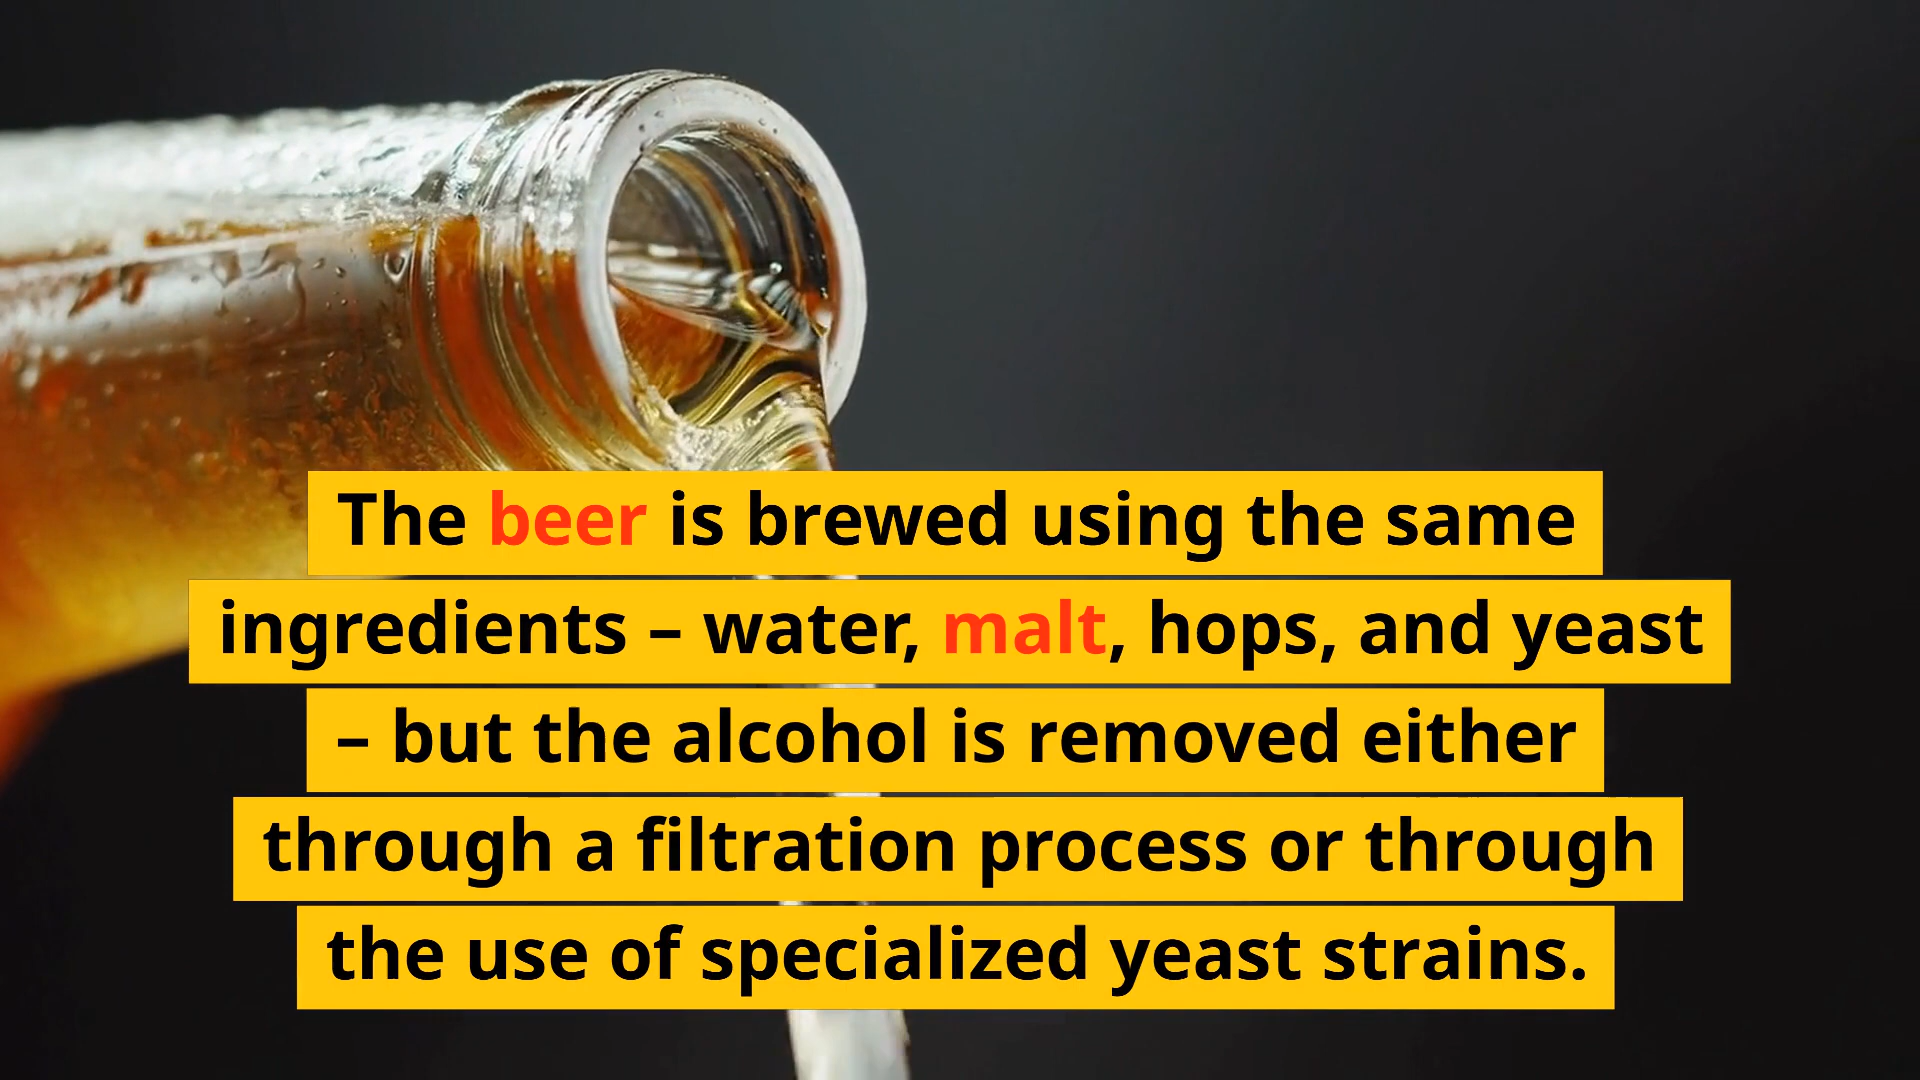 The beer is brewed using the same
ingredients – water, malt, hops, and yeast
– but the alcohol is removed either
through a filtration process or through
the use of specialized yeast strains.